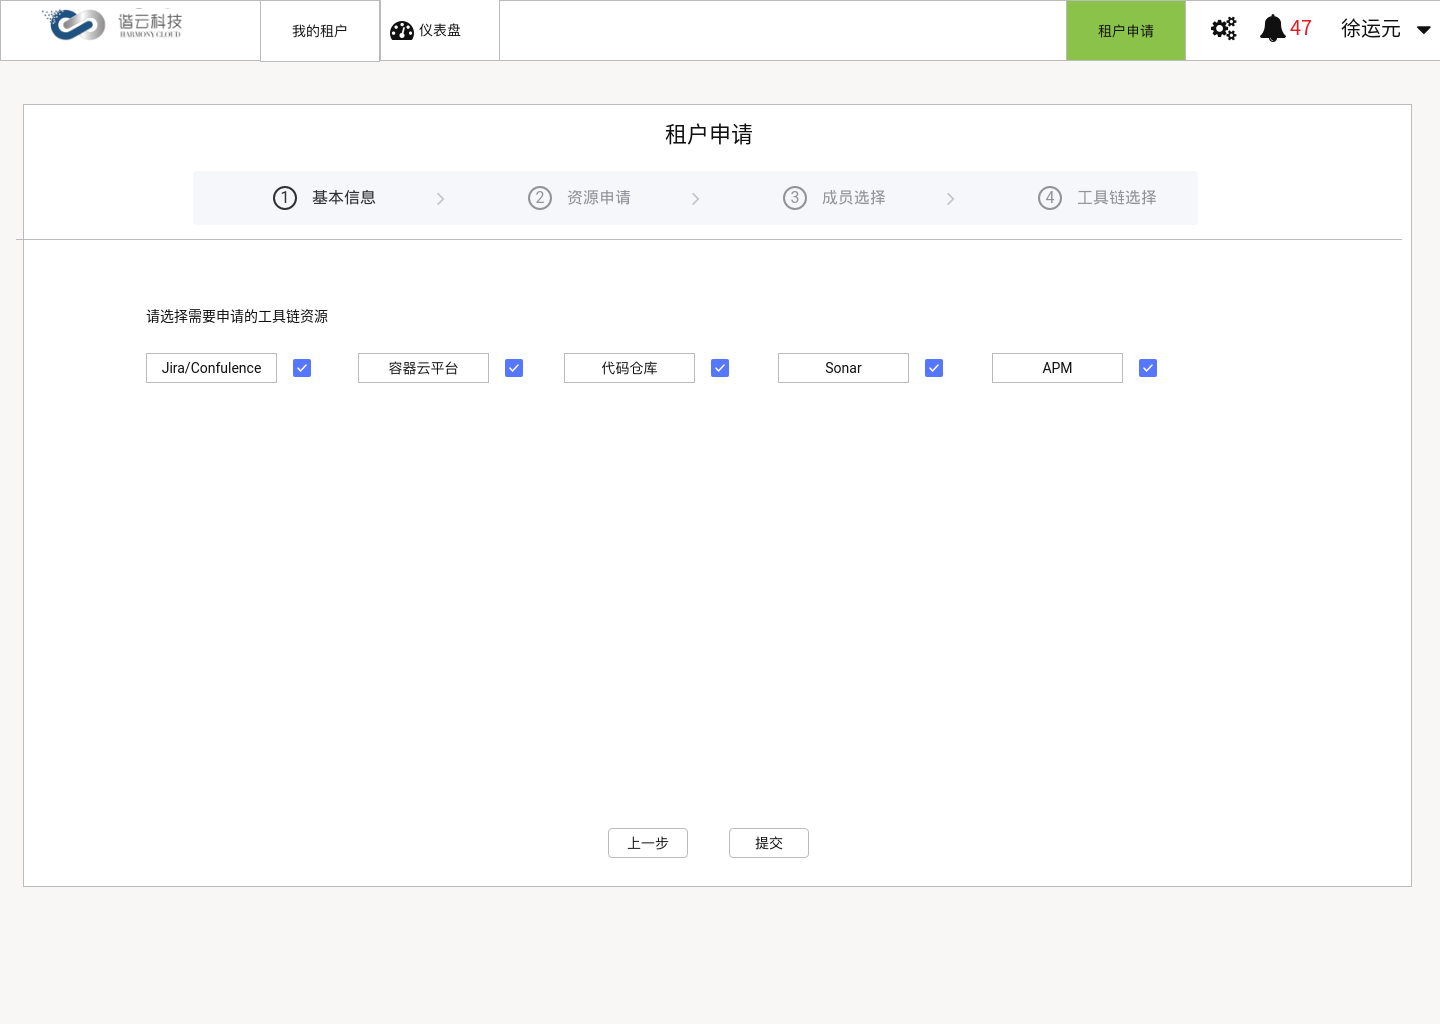 谐云科技
HARMONY CLOUD
我的租户
仪表盘
租户申请
47
徐运元
租户申请
1 基本信息
2 资源申请
3 成员选择
4 工具链选择
请选择需要申请的工具链资源
Jira/Confulence
容器云平台
代码仓库
Sonar
APM
上一步
提交